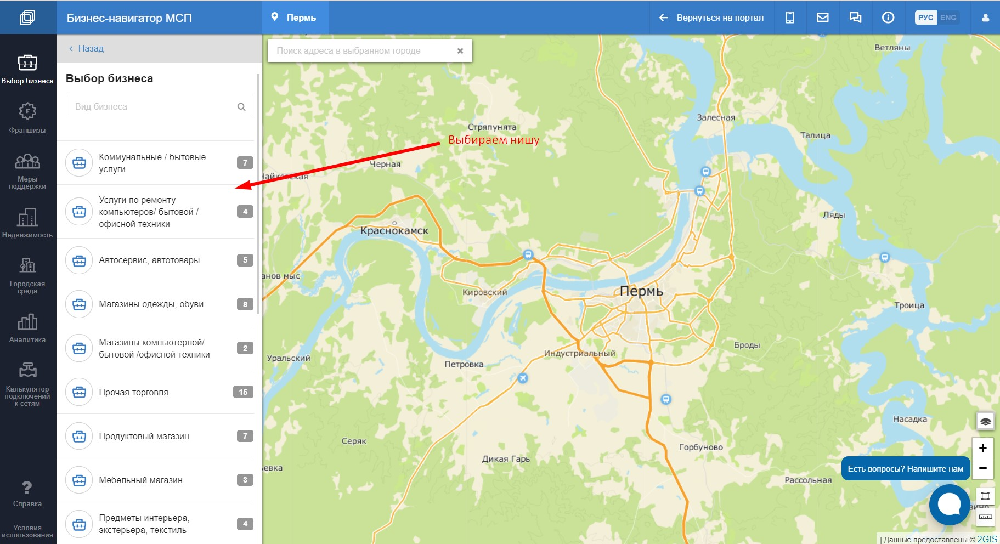 Бизнес-навигатор МСП
Пермь
Вернуться на портал
РУС
ENG
Назад
Поиск адреса в выбранном городе
Выбор бизнеса
Франшизы
Меры
поддержки
Недвижимость
Городская
среда
Аналитика
Калькулятор
подключений
к сетям
Справка
Условия
использования
Выбор бизнеса
Вид бизнеса
Коммунальные / бытовые
услуги
7
Услуги по ремонту
компьютеров/ бытовой /
офисной техники
4
Автосервис, автотовары
5
Магазины одежды, обуви
8
Магазины компьютерной/
бытовой /офисной техники
2
Прочая торговля
15
Продуктовый магазин
7
Мебельный магазин
3
Предметы интерьера,
экстерьера, текстиль
4
Выбираем нишу
Ветляны
Залесная
Стряпунята
Талица
Черная
Ляды
Краснокамск
анов мыс
Кировский
Пермь
Троица
Броды
Индустриальный
Уральский
Петровка
Насадка
Серяк
Горбуново
Дикая Гарь
ьевка
Рассольная
+
−
Есть вопросы? Напишите нам
| Данные предоставлены © 2GIS